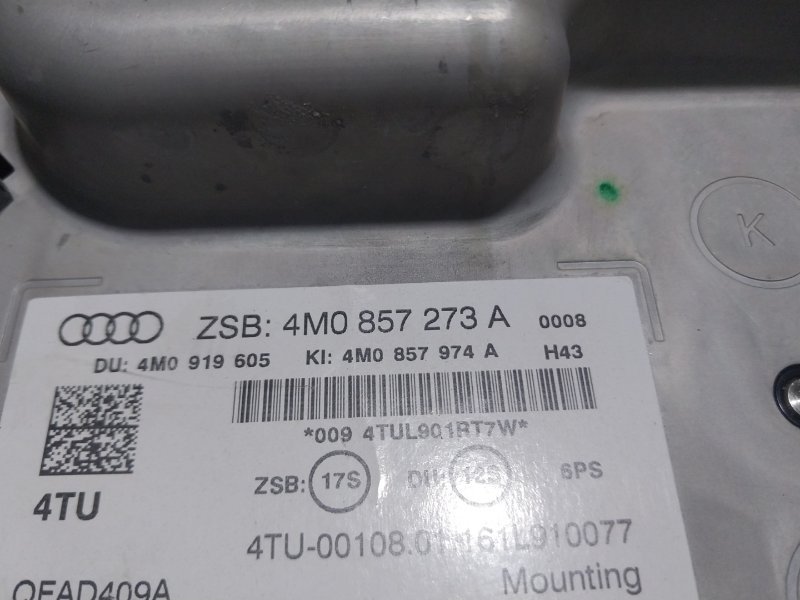 K
ZSB: 4M0 857 273 A 0008
DU: 4M0 919 605 KI: 4M0 857 974 A H43
*009 4TUL901RT7W*
ZSB: 17S DU: 12S 6PS
4TU
4TU-00108.01 161L910077
QEAD409A Mounting